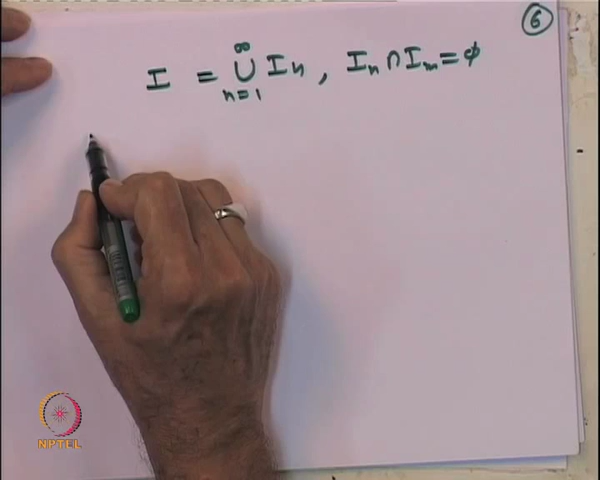 6
I = ∪_{n=1}^{∞} I_n , I_n ∩ I_m = ϕ
NPTEL